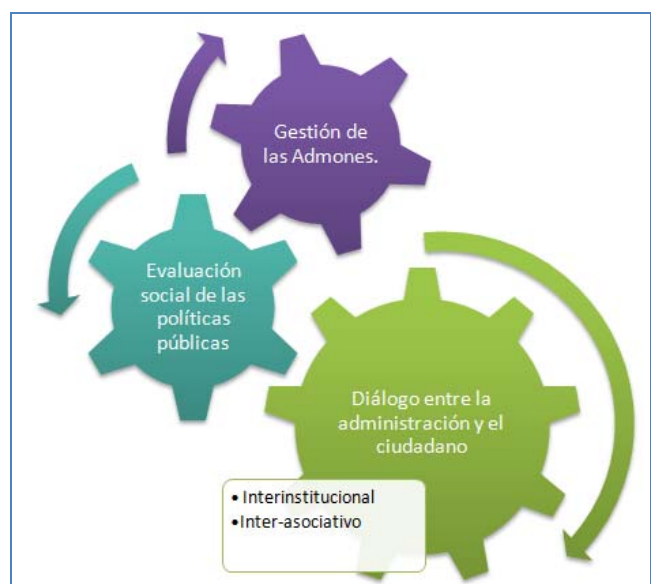 Gestión de
las Admones.
Evaluación
social de las
políticas
públicas
Diálogo entre la
administración y el
ciudadano
• Interinstitucional
•Inter-asociativo